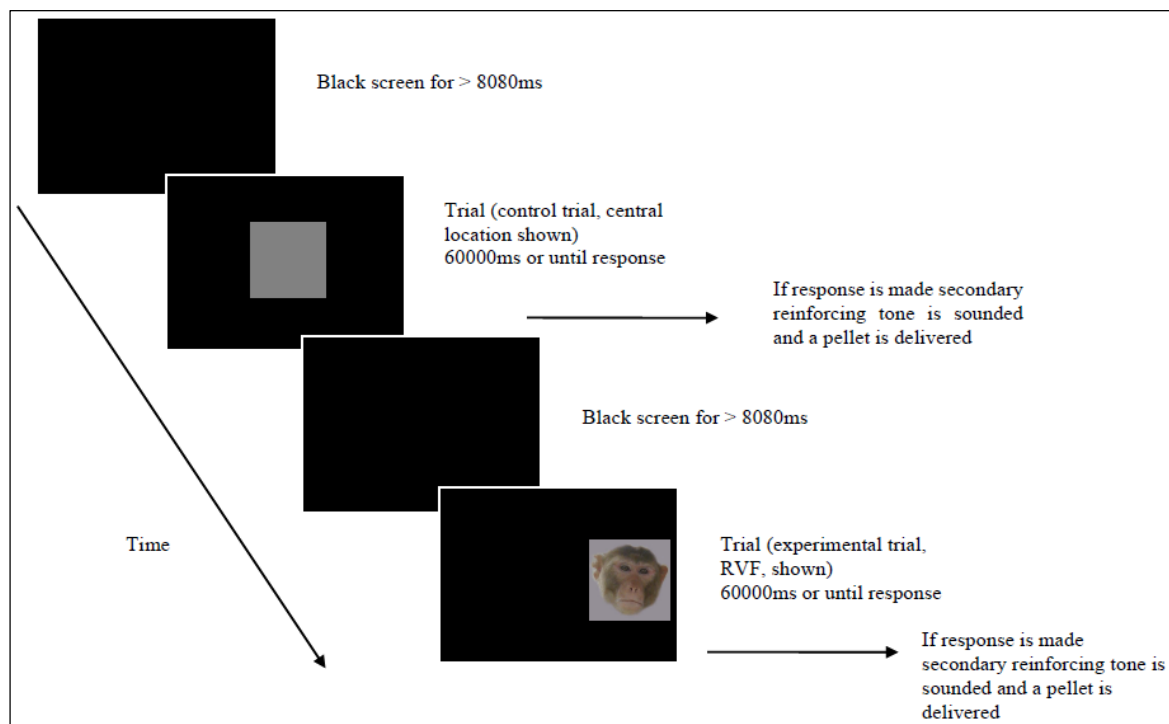 Black screen for > 8080ms
Trial (control trial, central
location shown)
60000ms or until response
If response is made secondary
reinforcing tone is sounded
and a pellet is delivered
Black screen for > 8080ms
Time
Trial (experimental trial,
RVF, shown)
60000ms or until response
If response is made
secondary reinforcing tone is
sounded and a pellet is
delivered